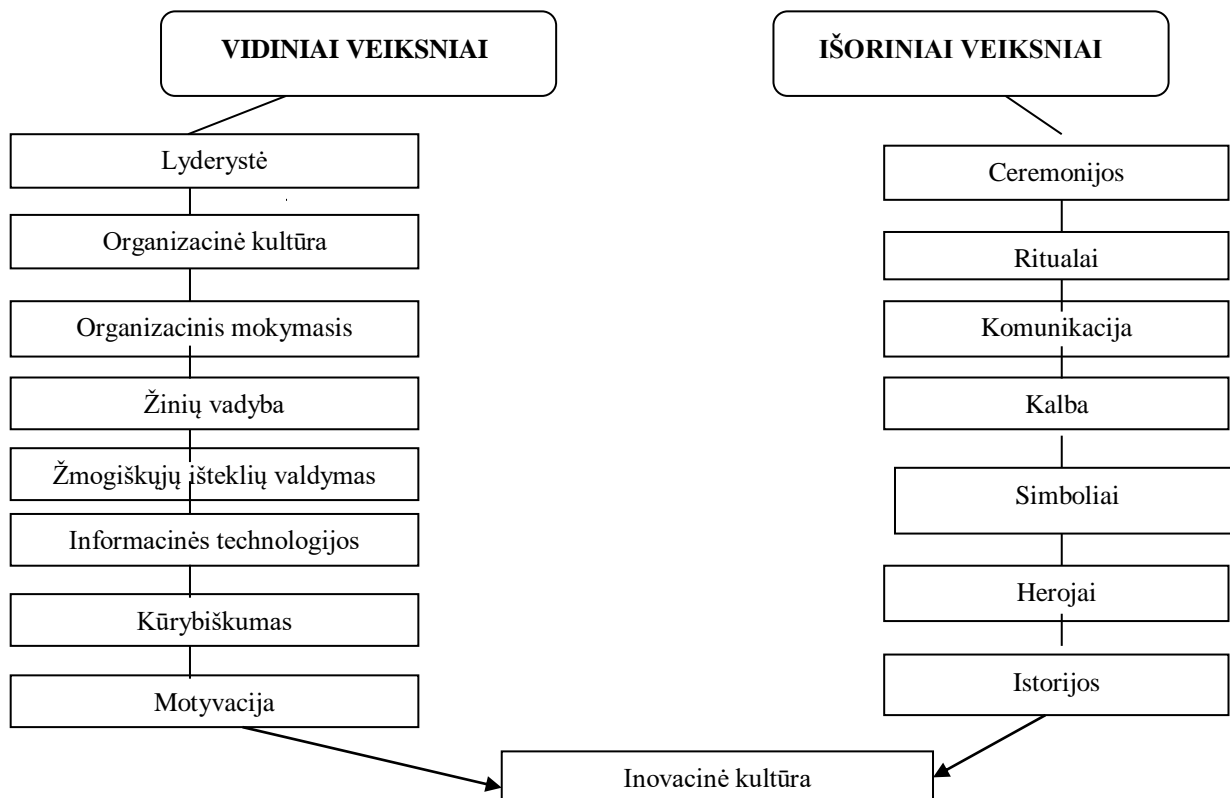 VIDINIAI VEIKSNIAI
Lyderystė
Organizacinė kultūra
Organizacinis mokymasis
Žinių vadyba
Žmogiškųjų išteklių valdymas
Informacinės technologijos
Kūrybiškumas
Motyvacija
IŠORINIAI VEIKSNIAI
Ceremonijos
Ritualai
Komunikacija
Kalba
Simboliai
Herojai
Istorijos
Inovacinė kultūra